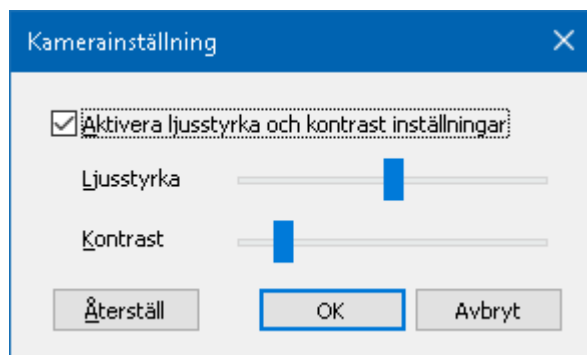 Kamerainställning
Aktivera ljusstyrka och kontrast inställningar
Ljusstyrka
Kontrast
Återställ OK Avbryt